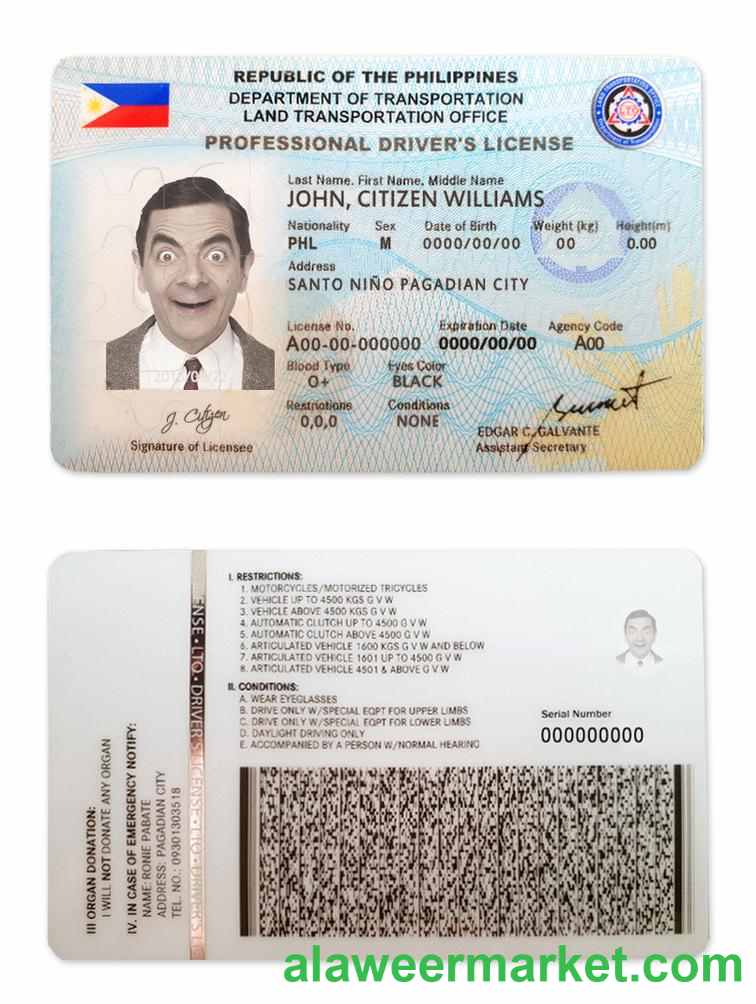 REPUBLIC OF THE PHILIPPINES
DEPARTMENT OF TRANSPORTATION
LAND TRANSPORTATION OFFICE
PROFESSIONAL DRIVER'S LICENSE
LTO
Last Name. First Name. Middle Name
JOHN, CITIZEN WILLIAMS
Nationality Sex Date of Birth Weight (kg) Height(m)
PHL M 0000/00/00 00 0.00
Address
SANTO NIÑO PAGADIAN CITY
License No. Expiration Date Agency Code
A00-00-000000 0000/00/00 A00
Blood Type Eyes Color
O+ BLACK
Restrictions Conditions
0,0,0 NONE
J. Citizen
Signature of Licensee
EDGAR C. GALVANTE
Assistant Secretary
I. RESTRICTIONS:
1. MOTORCYCLES/MOTORIZED TRICYCLES
2. VEHICLE UP TO 4500 KGS G V W
3. VEHICLE ABOVE 4500 KGS G V W
4. AUTOMATIC CLUTCH UP TO 4500 G V W
5. AUTOMATIC CLUTCH ABOVE 4500 G V W
6. ARTICULATED VEHICLE 1600 KGS G V W AND BELOW
7. ARTICULATED VEHICLE 1601 UP TO 4500 G V W
8. ARTICULATED VEHICLE 4501 & ABOVE G V W
II. CONDITIONS:
A. WEAR EYEGLASSES
B. DRIVE ONLY W/SPECIAL EQPT FOR UPPER LIMBS
C. DRIVE ONLY W/SPECIAL EQPT FOR LOWER LIMBS
D. DAYLIGHT DRIVING ONLY
E. ACCOMPANIED BY A PERSON W/NORMAL HEARING
Serial Number
000000000
III ORGAN DONATION:
I WILL NOT DONATE ANY ORGAN
IV. IN CASE OF EMERGENCY NOTIFY:
NAME: RONIE PABATE
ADDRESS: PAGADIAN CITY
TEL. NO.: 09301303518
ENSE • LTO • DRIVER'S LICENSE • LTO • DRIVER'S LI
alaweermarket.com